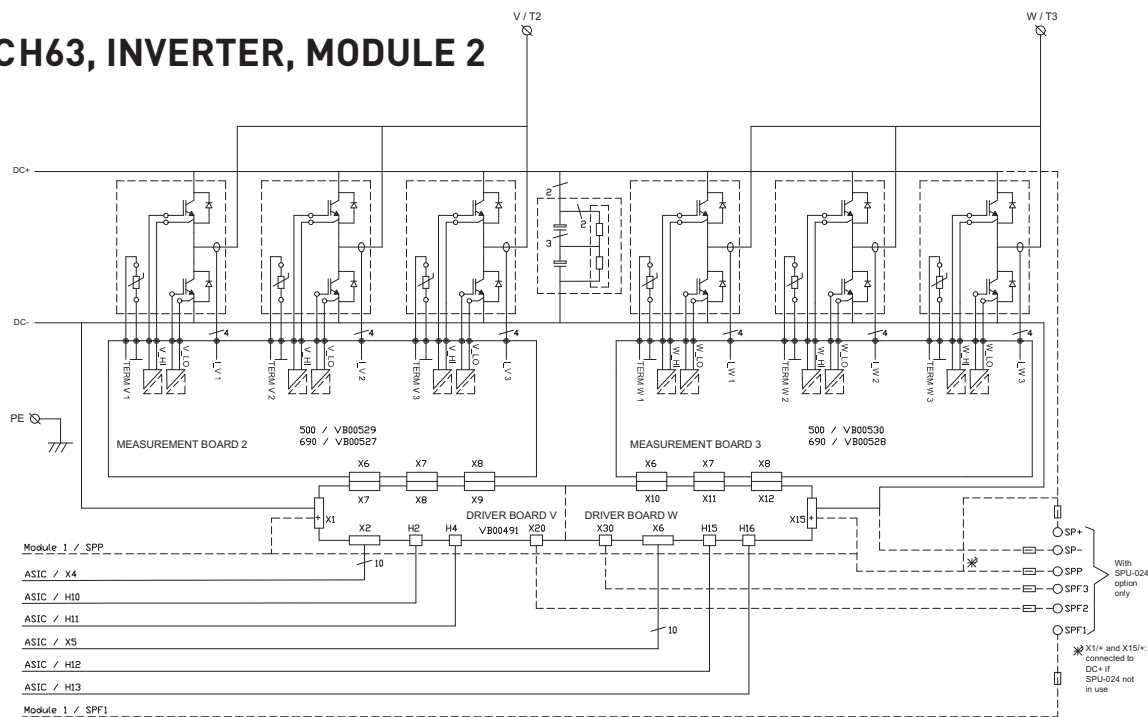 V / T2
W / T3
CH63, INVERTER, MODULE 2
DC+
2
2
3
DC-
4
4
4
4
4
4
TERM V 1
V_HI
V_LO
I_V 1
TERM V 2
V_HI
V_LO
I_V 2
TERM V 3
V_HI
V_LO
I_V 3
TERM W 1
W_HI
W_LO
I_W 1
TERM W 2
W_HI
W_LO
I_W 2
TERM W 3
W_HI
W_LO
I_W 3
PE
MEASUREMENT BOARD 2
500 / VB00529
690 / VB00527
MEASUREMENT BOARD 3
500 / VB00530
690 / VB00528
X6
X7
X8
X6
X7
X8
X7
X8
X9
X10
X11
X12
+ X1
DRIVER BOARD V
VB00491
DRIVER BOARD W
X15 +
X2
H2
H4
X20
X30
X6
H15
H16
SP+
SP-
SPP
SPF3
SPF2
SPF1
With
SPU-024
option
only
X1/+ and X15/+:
connected to
DC+ if
SPU-024 not
in use
Module 1 / SPP
10
ASIC / X4
ASIC / H10
ASIC / H11
10
ASIC / X5
ASIC / H12
ASIC / H13
Module 1 / SPF1